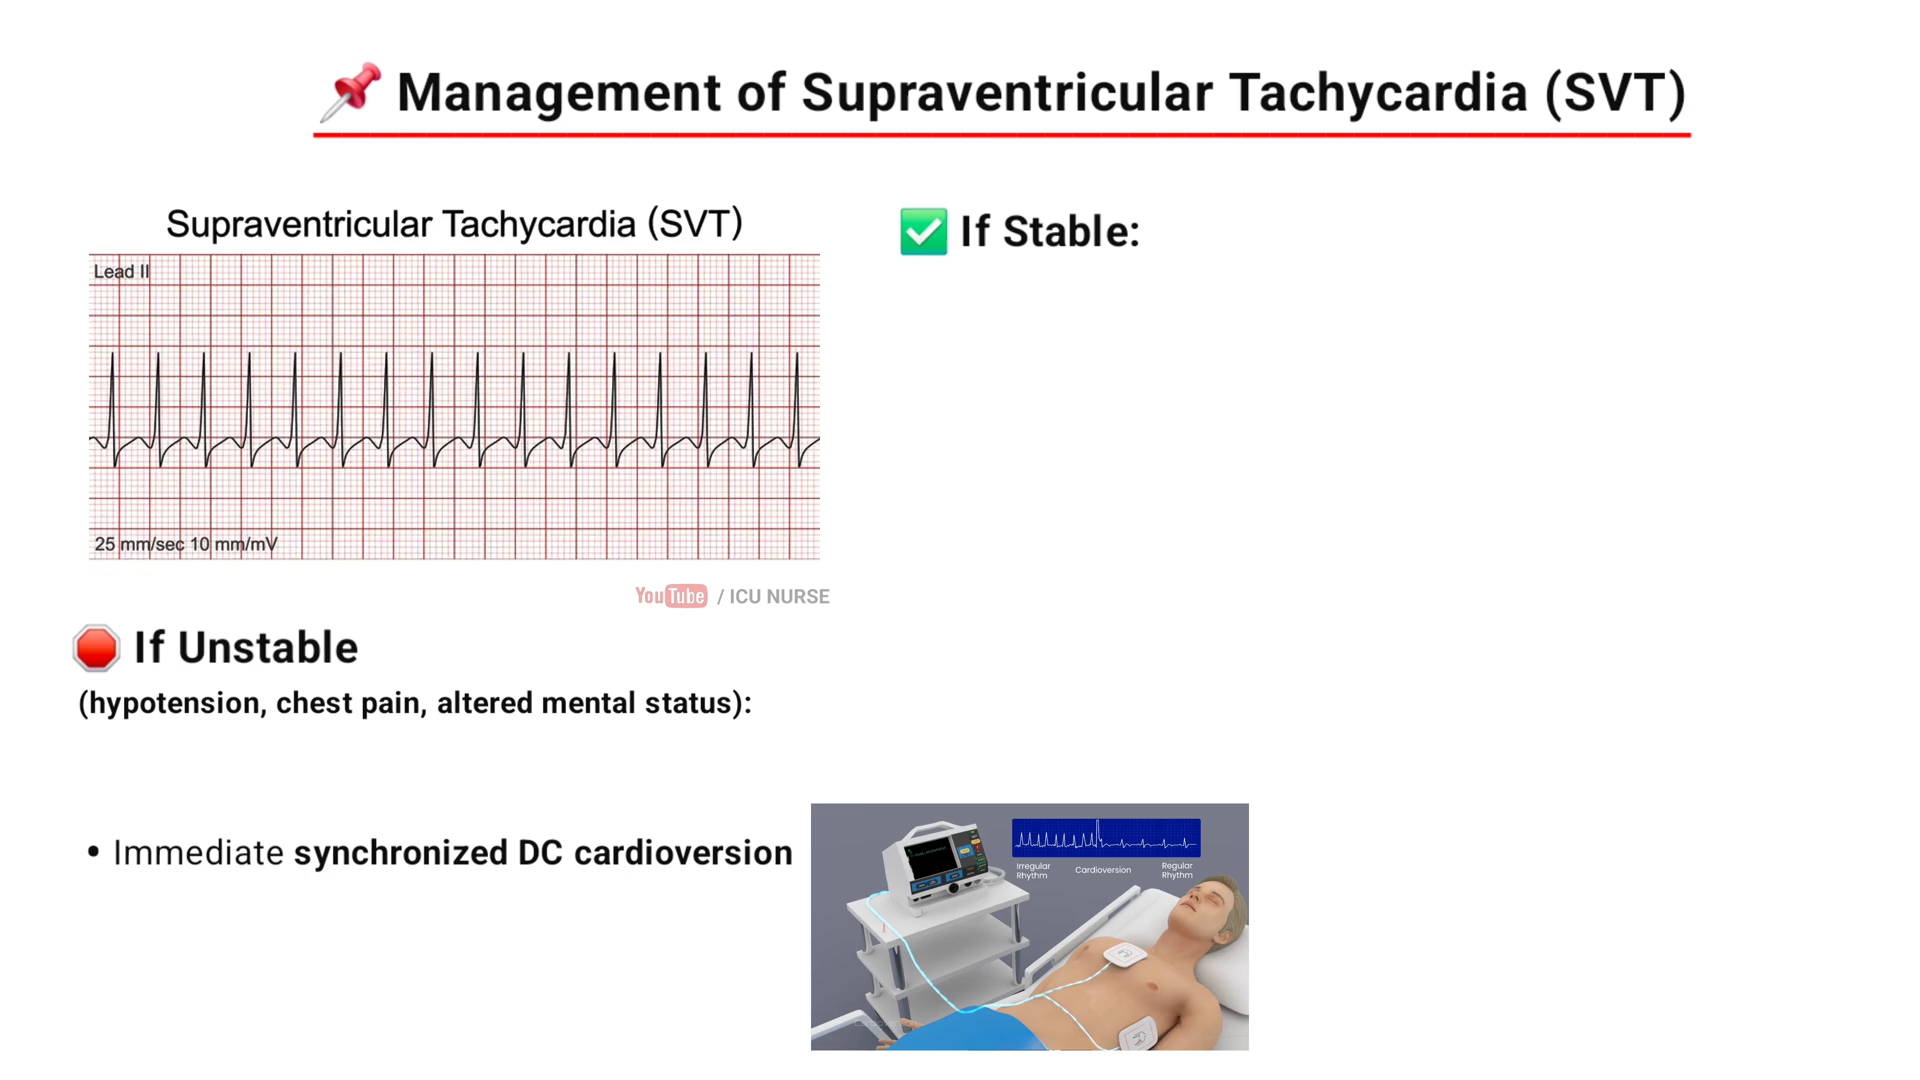 Management of Supraventricular Tachycardia (SVT)
Supraventricular Tachycardia (SVT)
Lead II
25 mm/sec 10 mm/mV
YouTube / ICU NURSE
If Stable:
If Unstable
(hypotension, chest pain, altered mental status):
• Immediate synchronized DC cardioversion
Irregular
Rhythm
Cardioversion
Regular
Rhythm